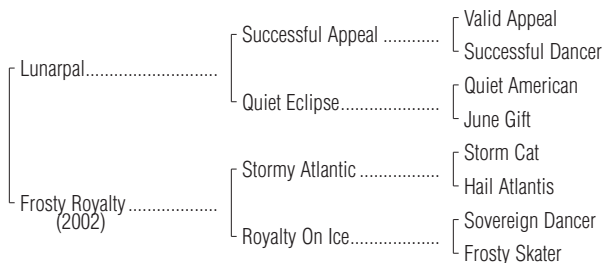 Valid Appeal
Successful Appeal ............
Successful Dancer
Lunarpal............................
Quiet American
Quiet Eclipse.....................
June Gift
Storm Cat
Stormy Atlantic .................
Hail Atlantis
Frosty Royalty ...................
(2002)
Sovereign Dancer
Royalty On Ice...................
Frosty Skater